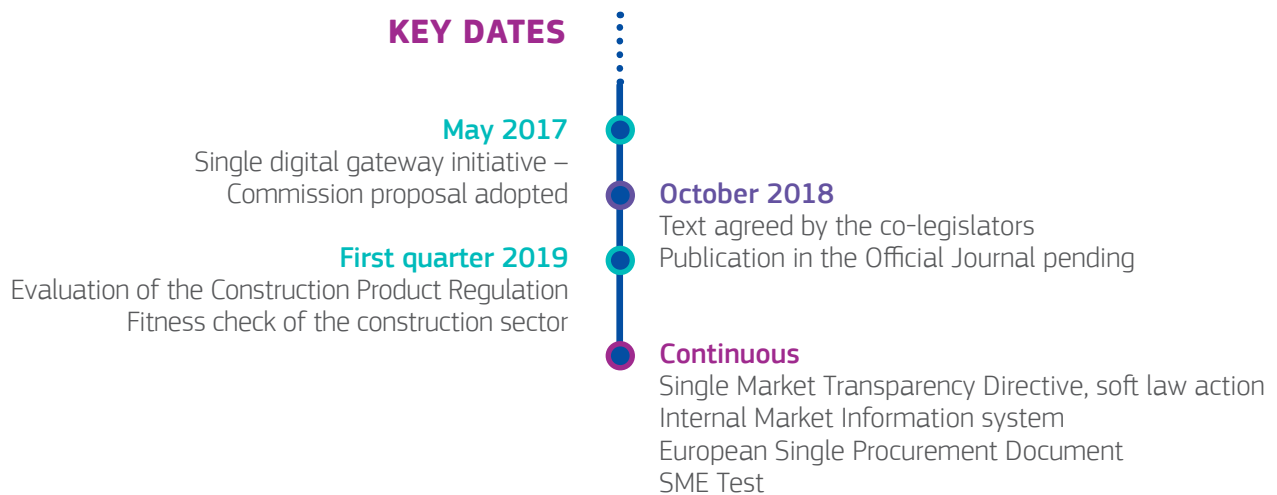 KEY DATES
May 2017
Single digital gateway initiative –
Commission proposal adopted
October 2018
Text agreed by the co-legislators
Publication in the Official Journal pending
First quarter 2019
Evaluation of the Construction Product Regulation
Fitness check of the construction sector
Continuous
Single Market Transparency Directive, soft law action
Internal Market Information system
European Single Procurement Document
SME Test